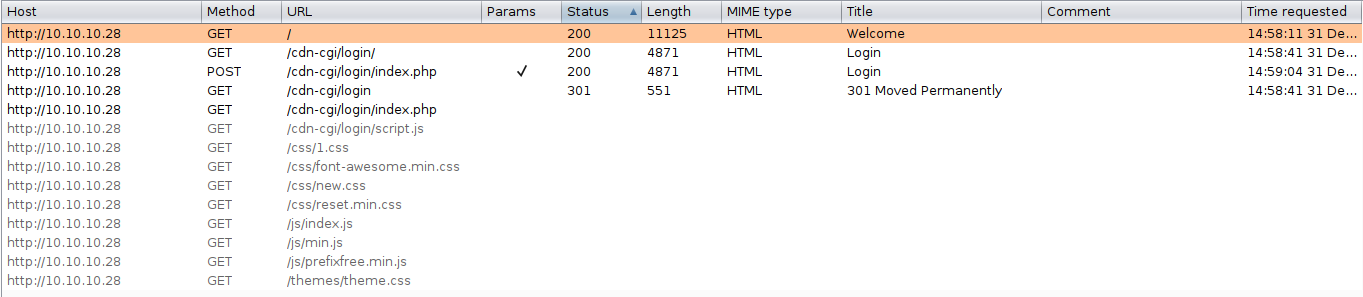 Host Method URL Params Status Length MIME type Title Comment Time requested
http://10.10.10.28 GET / 200 11125 HTML Welcome 14:58:11 31 De...
http://10.10.10.28 GET /cdn-cgi/login/ 200 4871 HTML Login 14:58:41 31 De...
http://10.10.10.28 POST /cdn-cgi/login/index.php ✓ 200 4871 HTML Login 14:59:04 31 De...
http://10.10.10.28 GET /cdn-cgi/login 301 551 HTML 301 Moved Permanently 14:58:41 31 De...
http://10.10.10.28 GET /cdn-cgi/login/index.php
http://10.10.10.28 GET /cdn-cgi/login/script.js
http://10.10.10.28 GET /css/1.css
http://10.10.10.28 GET /css/font-awesome.min.css
http://10.10.10.28 GET /css/new.css
http://10.10.10.28 GET /css/reset.min.css
http://10.10.10.28 GET /js/index.js
http://10.10.10.28 GET /js/min.js
http://10.10.10.28 GET /js/prefixfree.min.js
http://10.10.10.28 GET /themes/theme.css